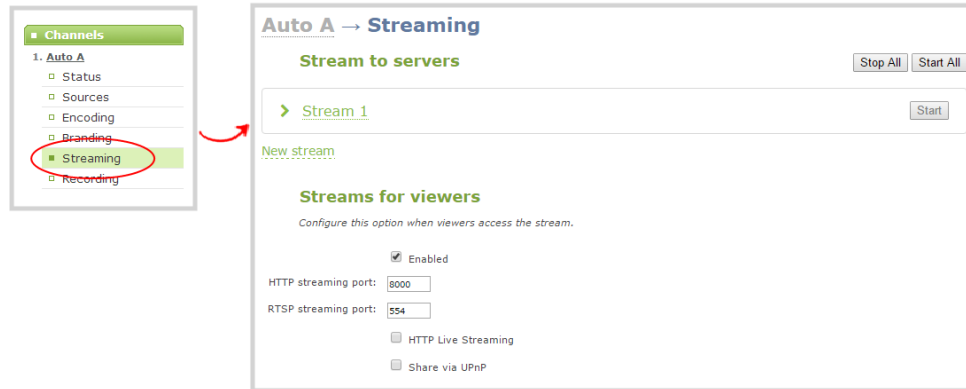 Channels
1. Auto A
Status
Sources
Encoding
Branding
Streaming
Recording
Auto A → Streaming
Stream to servers
Stop All Start All
Stream 1
Start
New stream
Streams for viewers
Configure this option when viewers access the stream.
Enabled
HTTP streaming port: 8000
RTSP streaming port: 554
HTTP Live Streaming
Share via UPnP